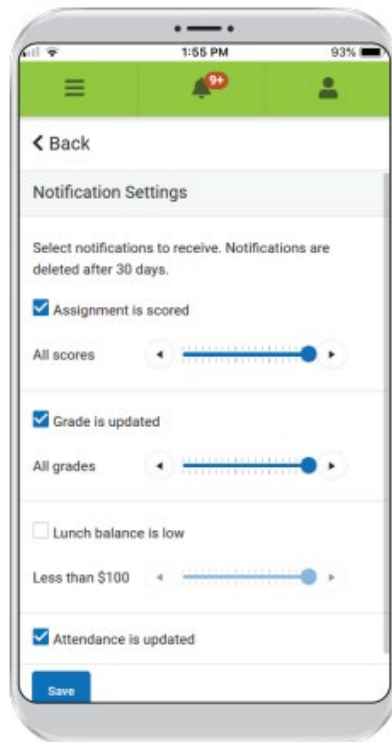 1:55 PM 93%
9+
Back
Notification Settings
Select notifications to receive. Notifications are
deleted after 30 days.
Assignment is scored
All scores
Grade is updated
All grades
Lunch balance is low
Less than $100
Attendance is updated
Save